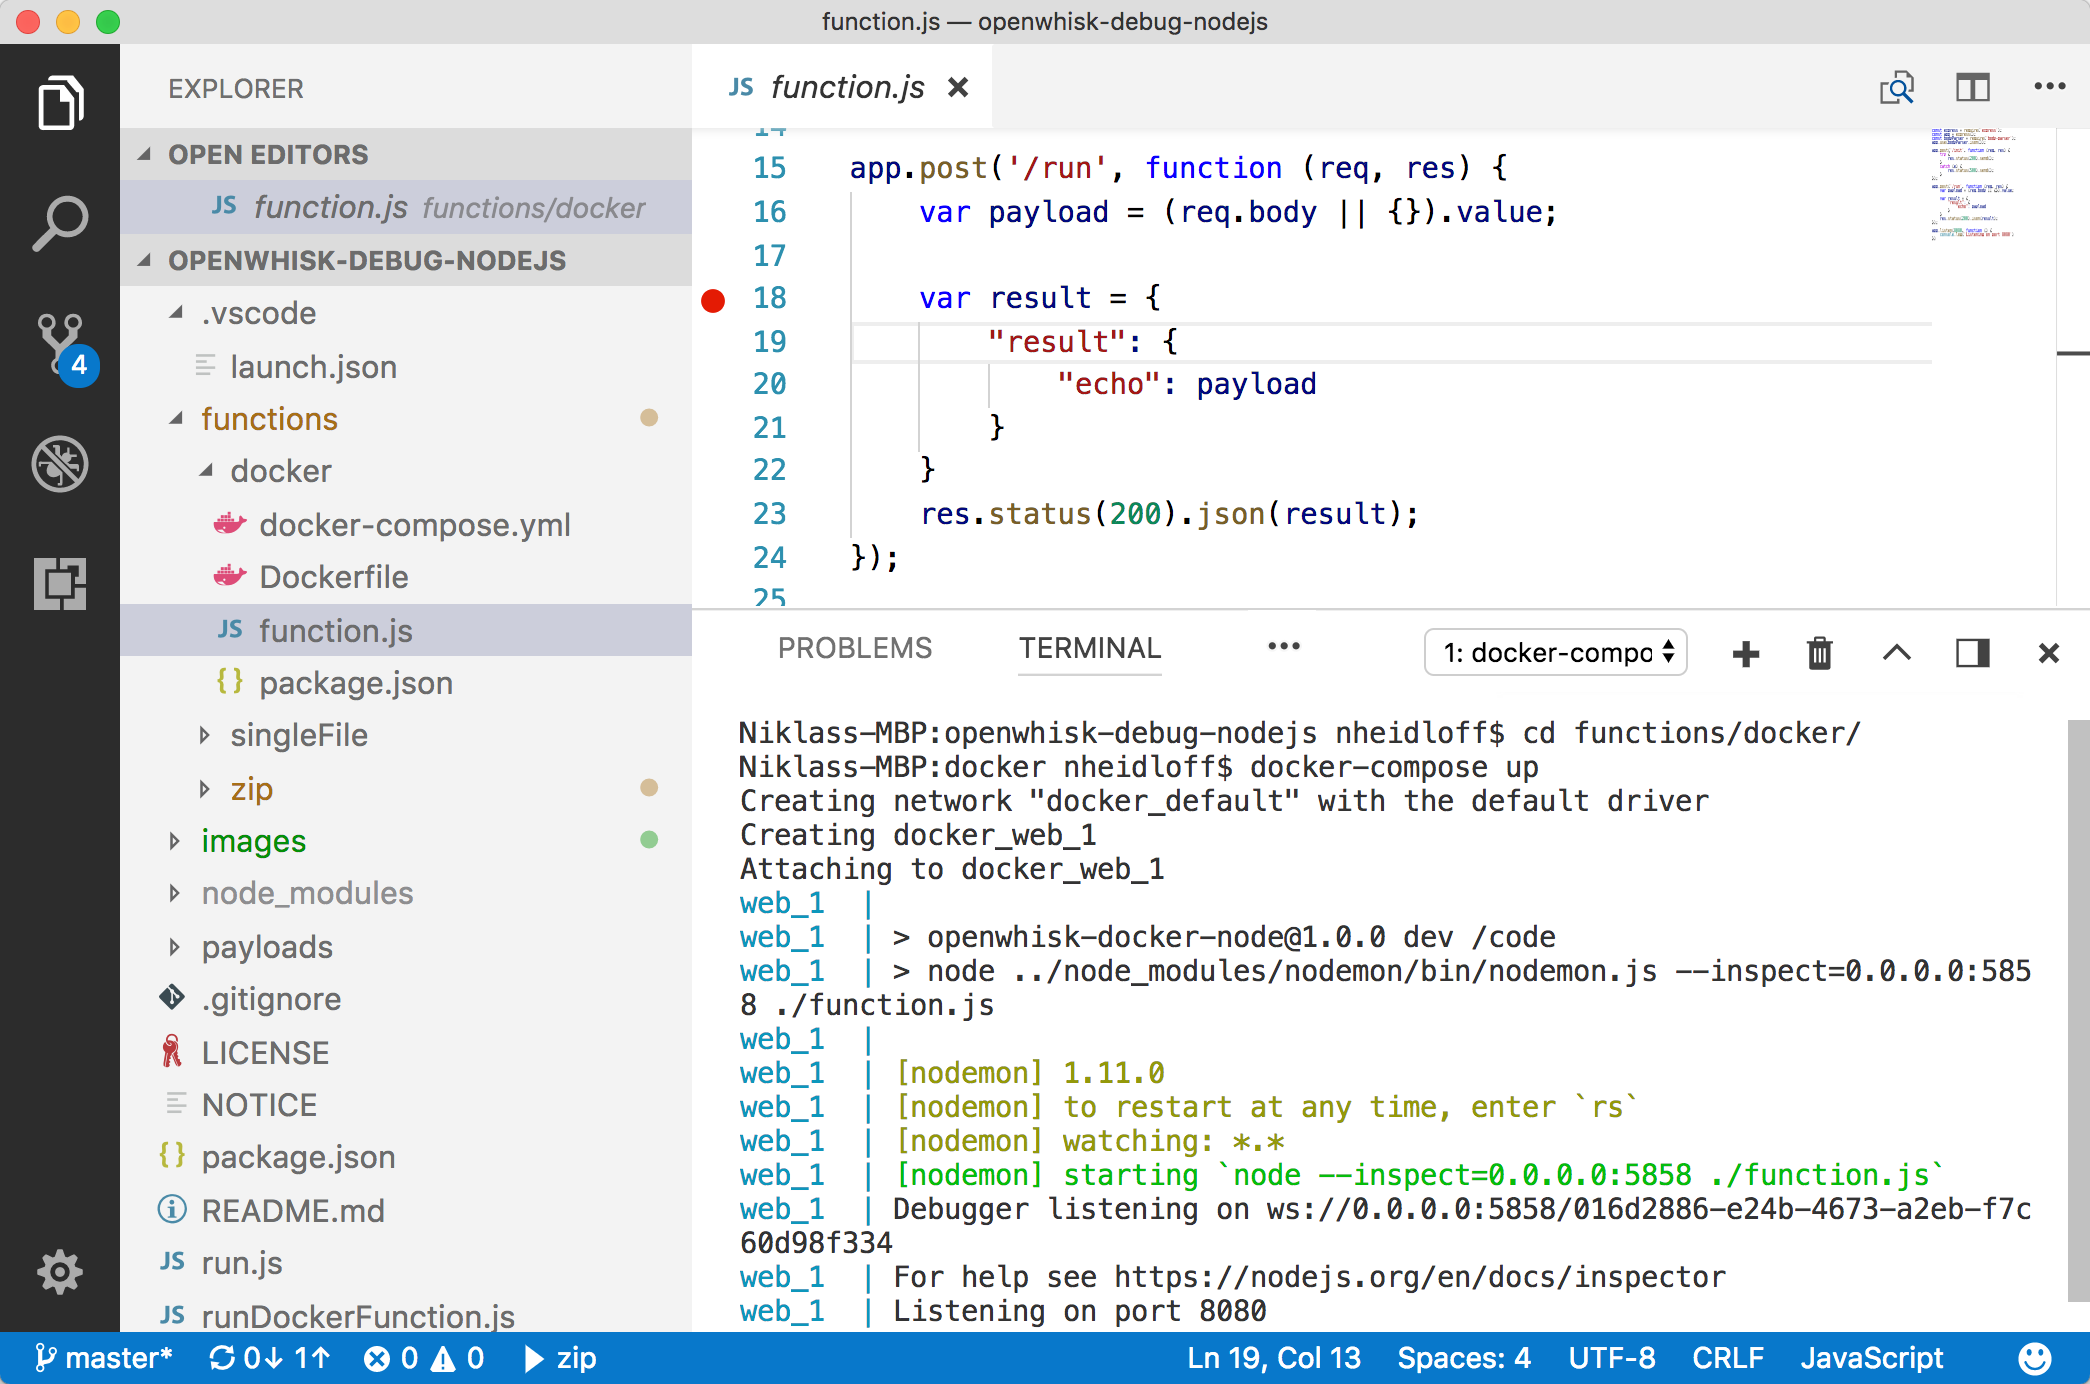 function.js — openwhisk-debug-nodejs
EXPLORER
OPEN EDITORS
JS function.js functions/docker
OPENWHISK-DEBUG-NODEJS
.vscode
launch.json
functions
docker
docker-compose.yml
Dockerfile
JS function.js
{} package.json
singleFile
zip
images
node_modules
payloads
.gitignore
LICENSE
NOTICE
{} package.json
README.md
JS run.js
JS runDockerFunction.js
4
JS function.js
14
15 app.post('/run', function (req, res) {
16 var payload = (req.body || {}).value;
17
18 var result = {
19 "result": {
20 "echo": payload
21 }
22 }
23 res.status(200).json(result);
24 });
25
PROBLEMS TERMINAL ••• 1: docker-compo
Niklass-MBP:openwhisk-debug-nodejs nheidloff$ cd functions/docker/
Niklass-MBP:docker nheidloff$ docker-compose up
Creating network "docker_default" with the default driver
Creating docker_web_1
Attaching to docker_web_1
web_1 |
web_1 | > openwhisk-docker-node@1.0.0 dev /code
web_1 | > node ../node_modules/nodemon/bin/nodemon.js --inspect=0.0.0.0:585
8 ./function.js
web_1 |
web_1 | [nodemon] 1.11.0
web_1 | [nodemon] to restart at any time, enter `rs`
web_1 | [nodemon] watching: *.*
web_1 | [nodemon] starting `node --inspect=0.0.0.0:5858 ./function.js`
web_1 | Debugger listening on ws://0.0.0.0:5858/016d2886-e24b-4673-a2eb-f7c
60d98f334
web_1 | For help see https://nodejs.org/en/docs/inspector
web_1 | Listening on port 8080
master* 0↓ 1↑ 0 0 zip Ln 19, Col 13 Spaces: 4 UTF-8 CRLF JavaScript